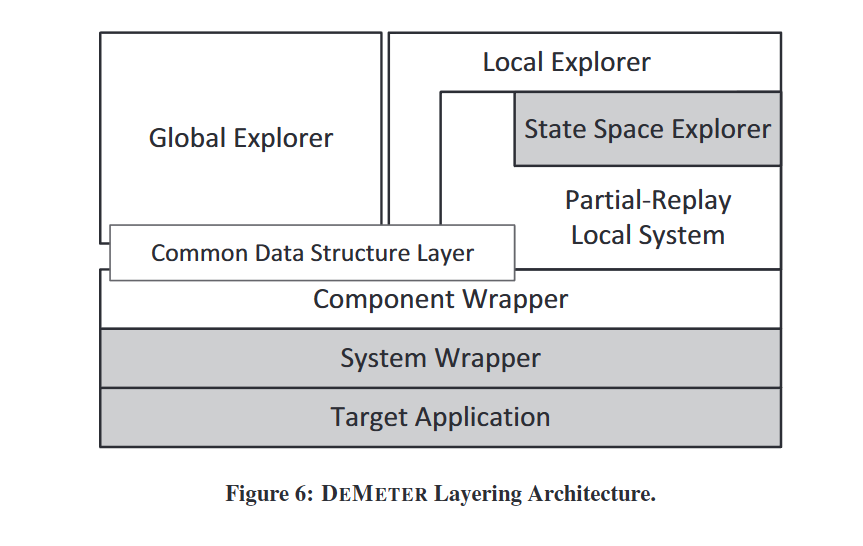 Local Explorer
Global Explorer
State Space Explorer
Partial-Replay
Local System
Common Data Structure Layer
Component Wrapper
System Wrapper
Target Application
Figure 6: DEMETER Layering Architecture.